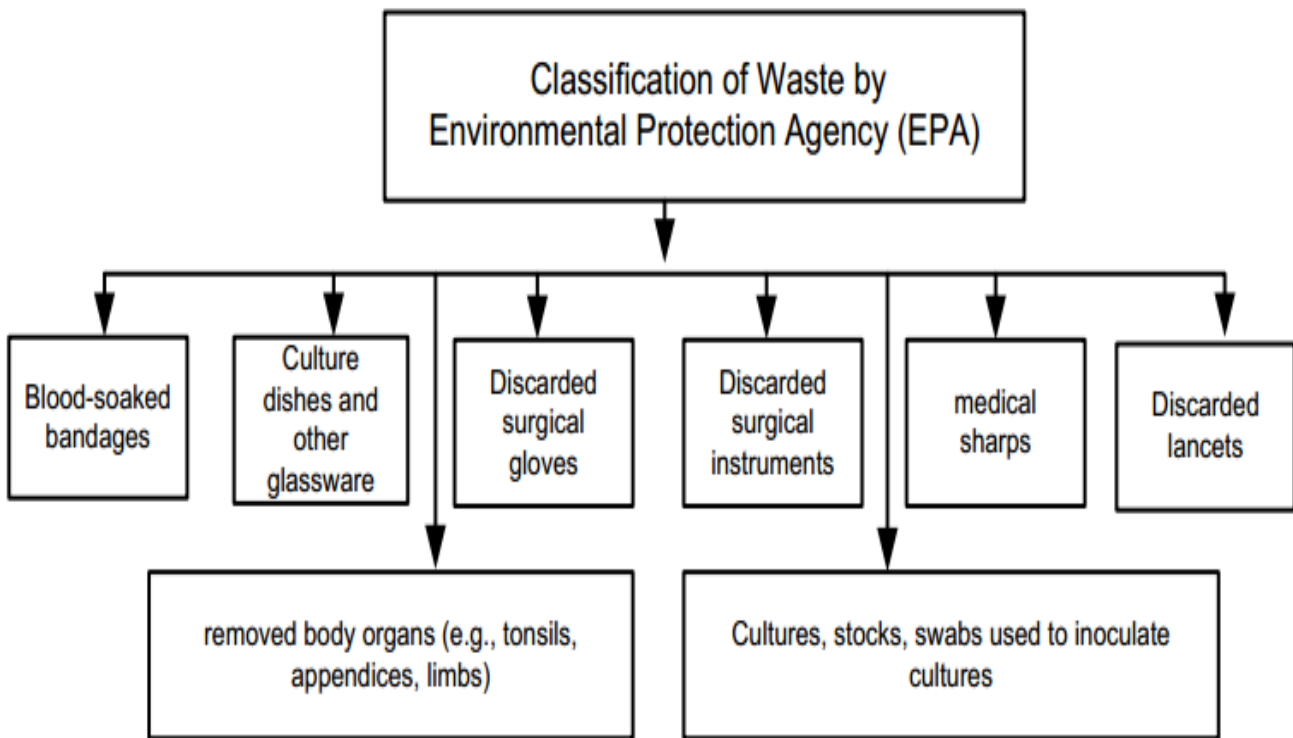 Classification of Waste by
Environmental Protection Agency (EPA)
Blood-soaked
bandages
Culture
dishes and
other
glassware
Discarded
surgical
gloves
Discarded
surgical
instruments
medical
sharps
Discarded
lancets
removed body organs (e.g., tonsils,
appendices, limbs)
Cultures, stocks, swabs used to inoculate
cultures